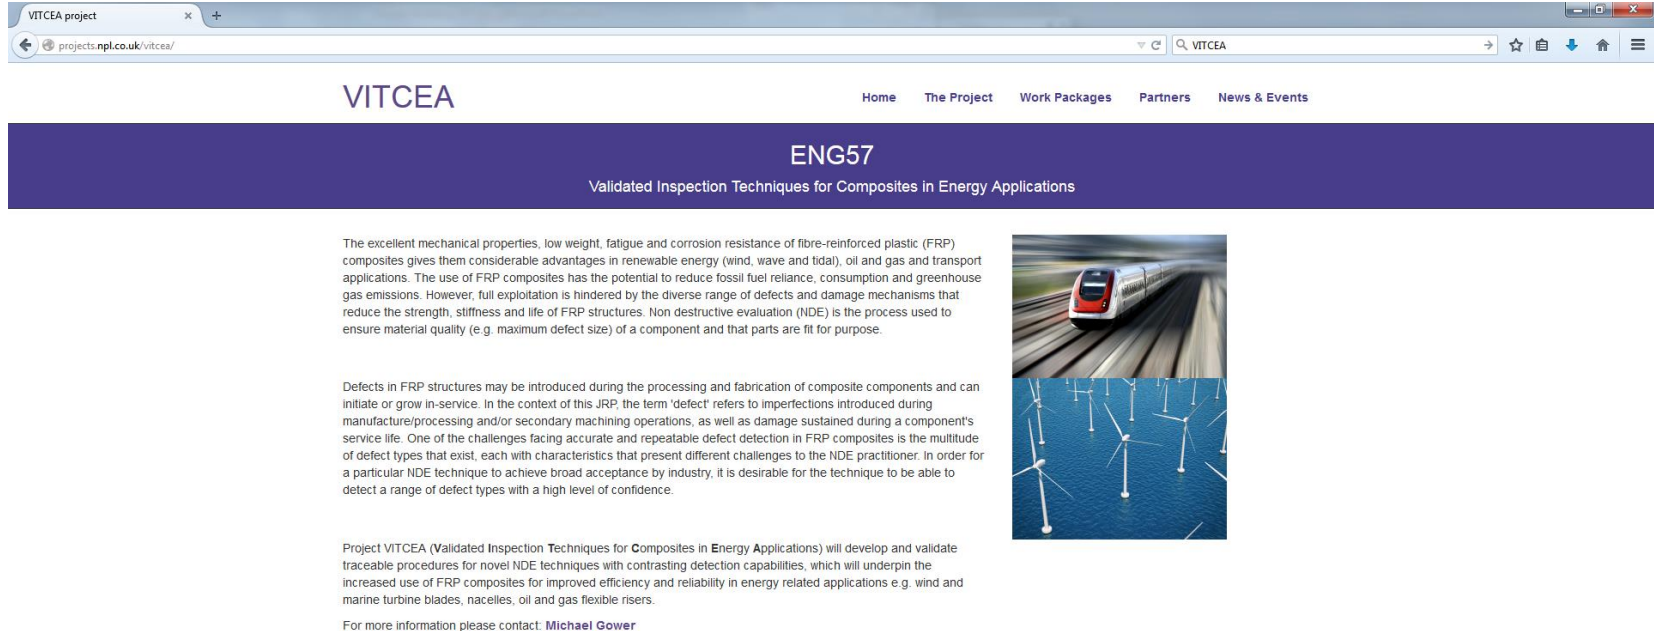 VITCEA project
projects.npl.co.uk/vitcea/
VITCEA
VITCEA
Home The Project Work Packages Partners News & Events
ENG57
Validated Inspection Techniques for Composites in Energy Applications
The excellent mechanical properties, low weight, fatigue and corrosion resistance of fibre-reinforced plastic (FRP)
composites gives them considerable advantages in renewable energy (wind, wave and tidal), oil and gas and transport
applications. The use of FRP composites has the potential to reduce fossil fuel reliance, consumption and greenhouse
gas emissions. However, full exploitation is hindered by the diverse range of defects and damage mechanisms that
reduce the strength, stiffness and life of FRP structures. Non destructive evaluation (NDE) is the process used to
ensure material quality (e.g. maximum defect size) of a component and that parts are fit for purpose.
Defects in FRP structures may be introduced during the processing and fabrication of composite components and can
initiate or grow in-service. In the context of this JRP, the term 'defect' refers to imperfections introduced during
manufacture/processing and/or secondary machining operations, as well as damage sustained during a component's
service life. One of the challenges facing accurate and repeatable defect detection in FRP composites is the multitude
of defect types that exist, each with characteristics that present different challenges to the NDE practitioner. In order for
a particular NDE technique to achieve broad acceptance by industry, it is desirable for the technique to be able to
detect a range of defect types with a high level of confidence.
Project VITCEA (Validated Inspection Techniques for Composites in Energy Applications) will develop and validate
traceable procedures for novel NDE techniques with contrasting detection capabilities, which will underpin the
increased use of FRP composites for improved efficiency and reliability in energy related applications e.g. wind and
marine turbine blades, nacelles, oil and gas flexible risers.
For more information please contact: Michael Gower